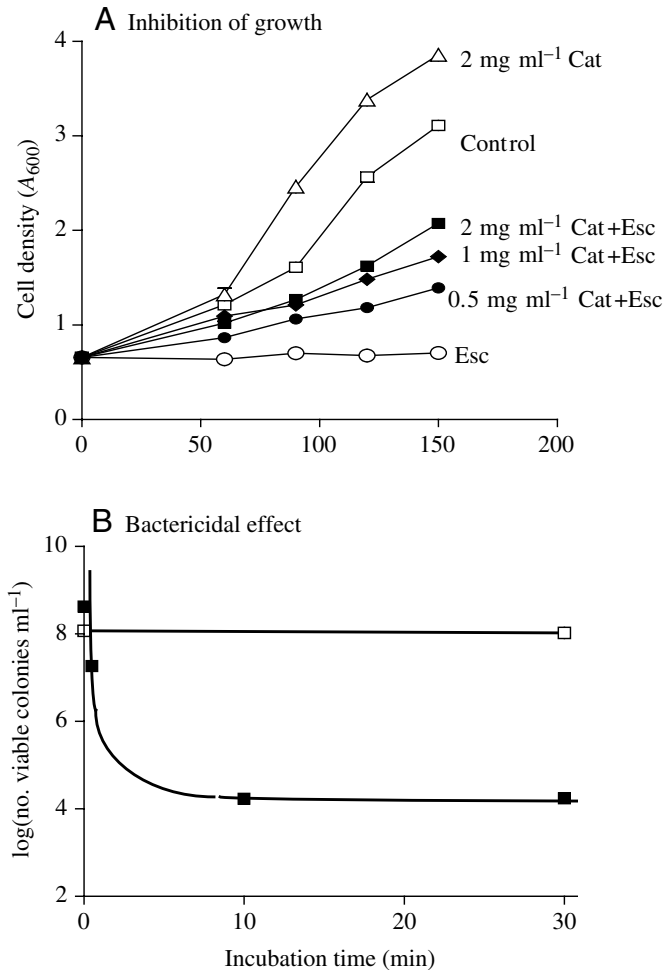 A Inhibition of growth
4
3
2
1
0
Cell density (A600)
2 mg ml−1 Cat
Control
2 mg ml−1 Cat+Esc
1 mg ml−1 Cat+Esc
0.5 mg ml−1 Cat+Esc
Esc
0 50 100 150 200
B Bactericidal effect
10
8
6
4
2
log(no. viable colonies ml−1)
0 10 20 30
Incubation time (min)